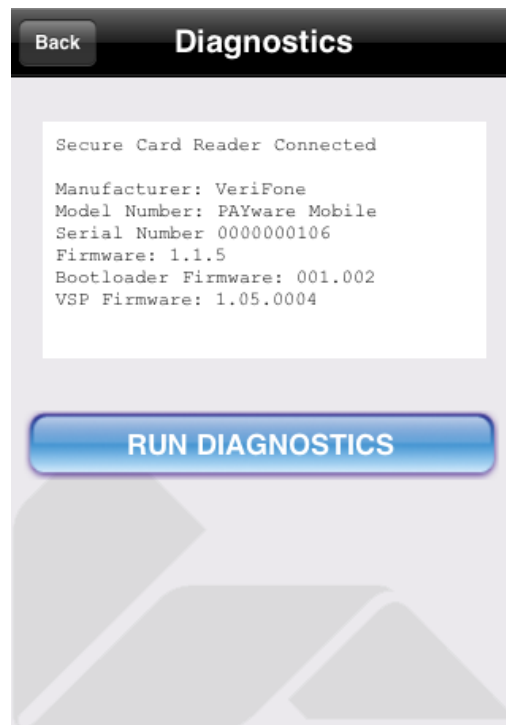 Back
Diagnostics
Secure Card Reader Connected
Manufacturer: VeriFone
Model Number: PAYware Mobile
Serial Number 0000000106
Firmware: 1.1.5
Bootloader Firmware: 001.002
VSP Firmware: 1.05.0004
RUN DIAGNOSTICS